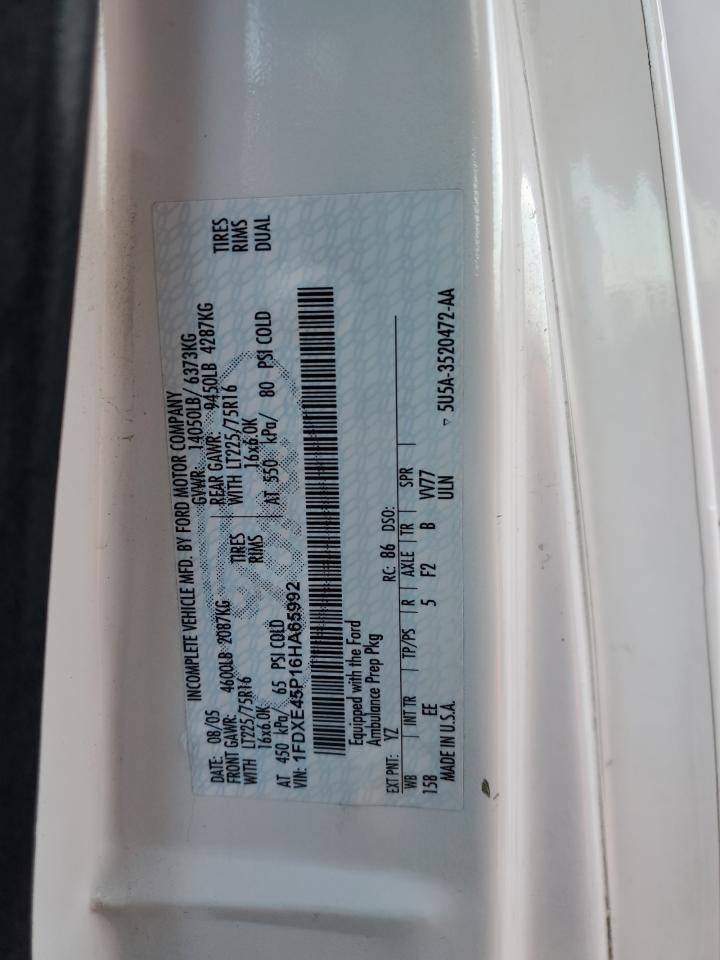 INCOMPLETE VEHICLE MFD. BY FORD MOTOR COMPANY
DATE: 08/05 GVWR: 14050LB/ 6373KG
FRONT GAWR: 4600LB 2087KG REAR GAWR: 9450LB 4287KG
WITH LT225/75R16 TIRES WITH LT225/75R16 TIRES
16x6.0K RIMS 16x6.0K RIMS
AT 450 kPa/ 65 PSI COLD AT 550 kPa/ 80 PSI COLD DUAL
VIN: 1FDXE45P16HA65992
Equipped with the Ford
Ambulance Prep Pkg
EXT PNT: YZ RC: 86 DSO:
WB INT TR TP/PS R AXLE TR SPR
158 EE 5 F2 B VV77
MADE IN U.S.A. ULN ▽ 5U5A-3520472-AA